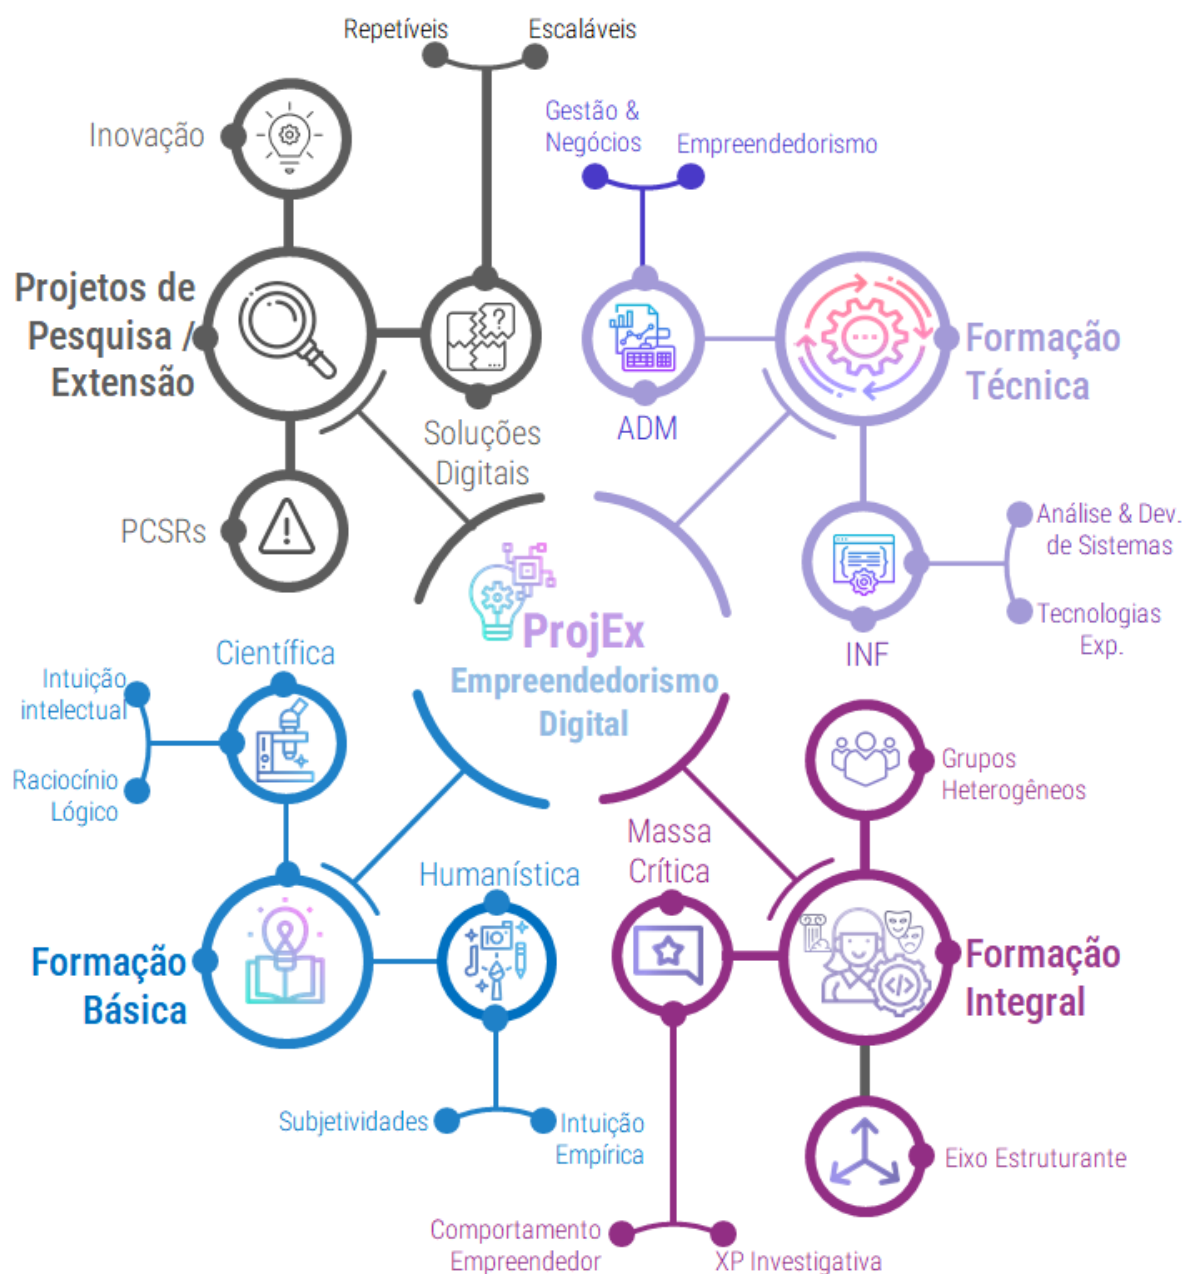 Repetíveis
Escaláveis
Inovação
Projetos de
Pesquisa /
Extensão
Soluções
Digitais
PCSRs
Gestão &
Negócios
Empreendedorismo
ADM
Formação
Técnica
INF
Análise & Dev.
de Sistemas
Tecnologias
Exp.
ProjEx
Empreendedorismo
Digital
Científica
Intuição
intelectual
Raciocínio
Lógico
Humanística
Formação
Básica
Subjetividades
Intuição
Empírica
Massa
Crítica
Grupos
Heterogêneos
Formação
Integral
Eixo Estruturante
Comportamento
Empreendedor
XP Investigativa